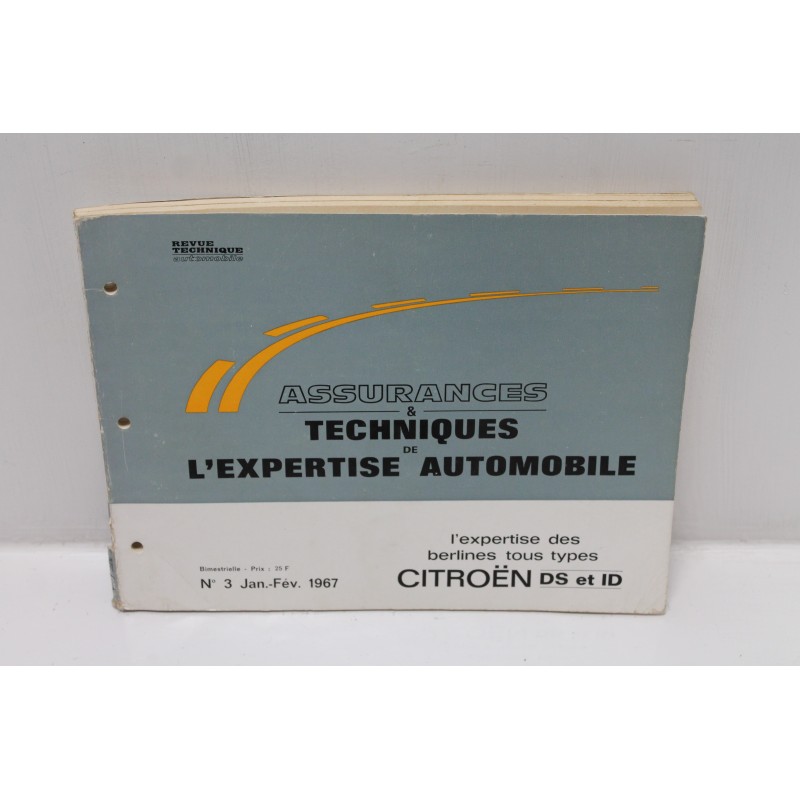 REVUE
TECHNIQUE
automobile
ASSURANCES
&
TECHNIQUES
DE
L'EXPERTISE AUTOMOBILE
l'expertise des
berlines tous types
CITROËN DS et ID
Bimestrielle - Prix : 25 F
N° 3 Jan.-Fév. 1967